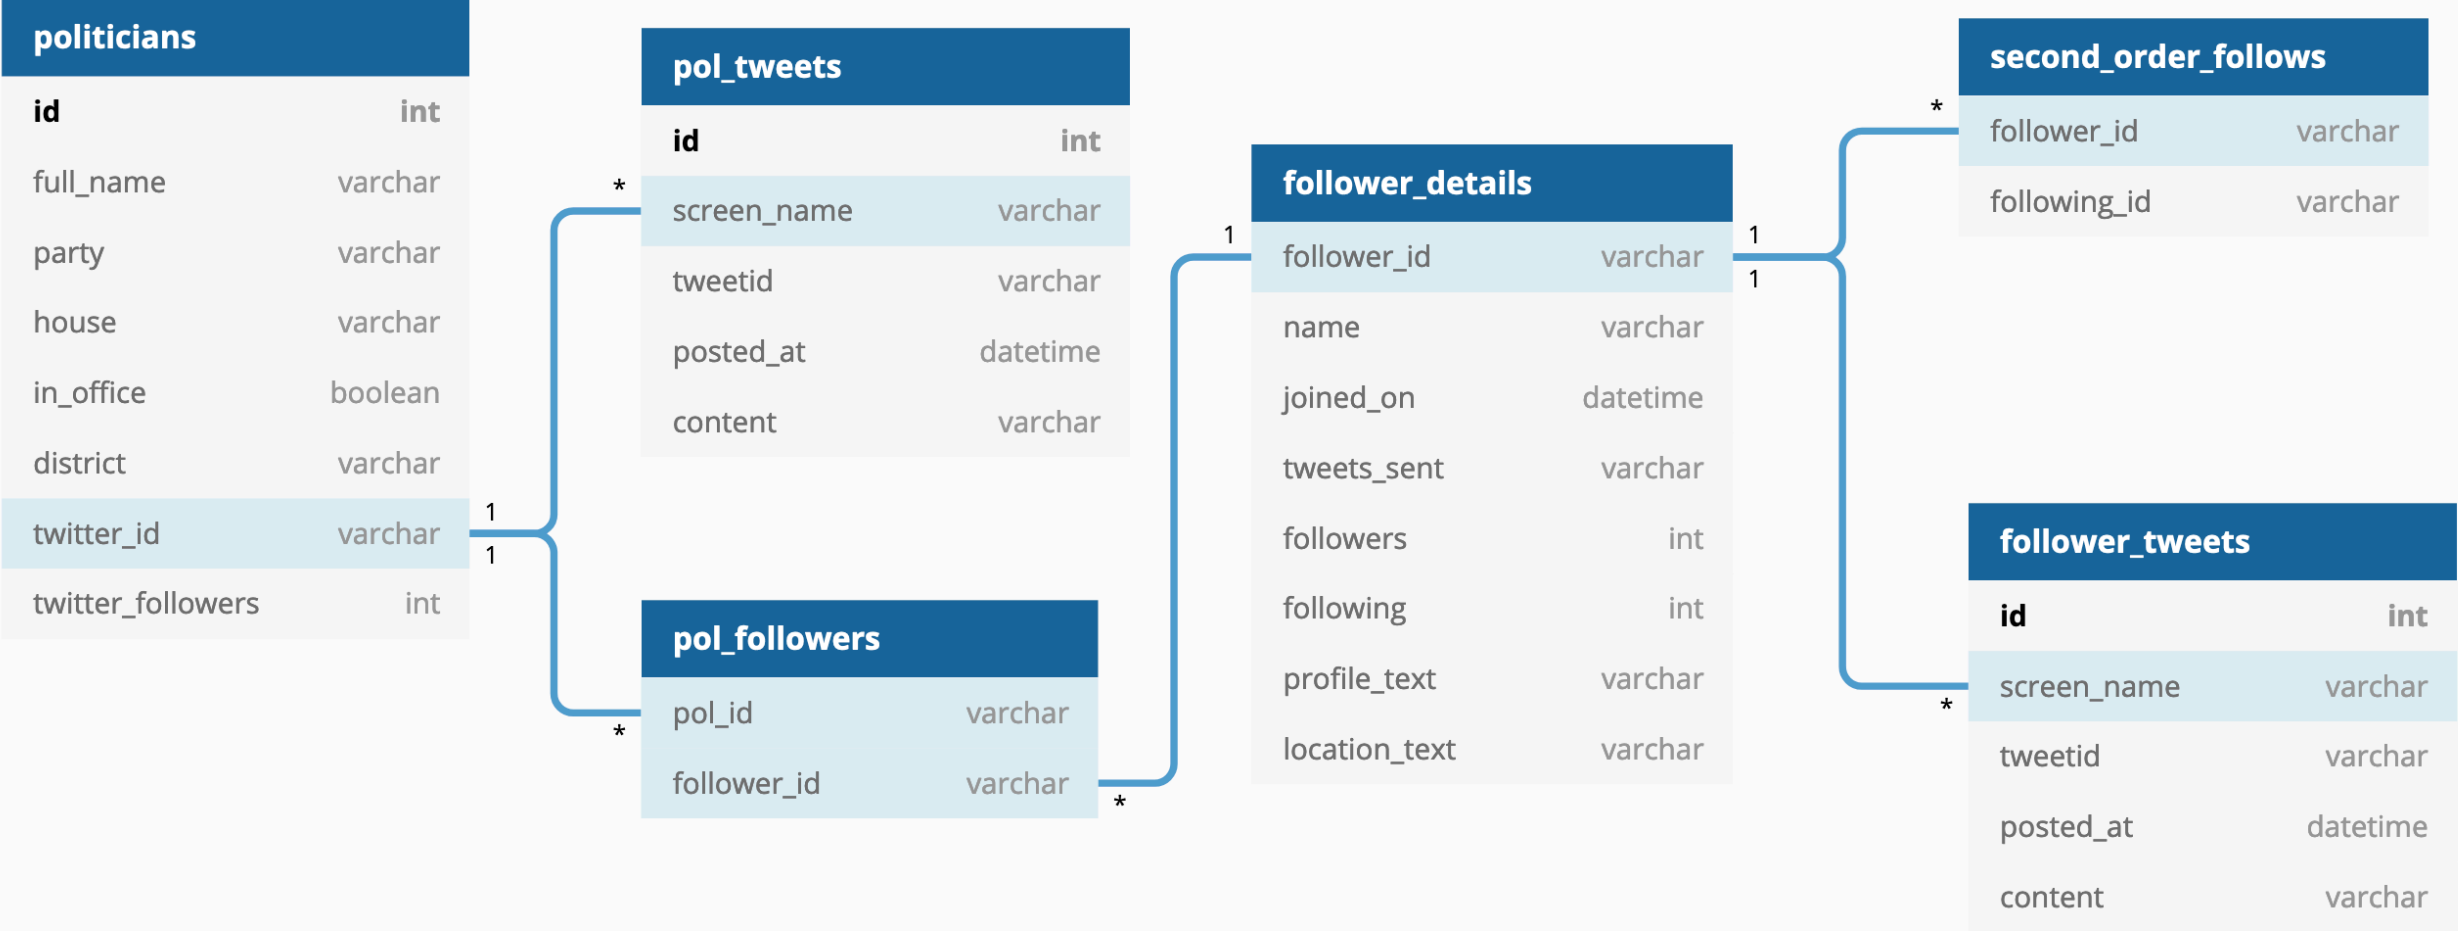 politicians
id int
full_name varchar
party varchar
house varchar
in_office boolean
district varchar
twitter_id varchar
twitter_followers int
1
1
*
*
pol_tweets
id int
screen_name varchar
tweetid varchar
posted_at datetime
content varchar
pol_followers
pol_id varchar
follower_id varchar
*
1
follower_details
follower_id varchar
name varchar
joined_on datetime
tweets_sent varchar
followers int
following int
profile_text varchar
location_text varchar
1
1
*
*
second_order_follows
follower_id varchar
following_id varchar
follower_tweets
id int
screen_name varchar
tweetid varchar
posted_at datetime
content varchar